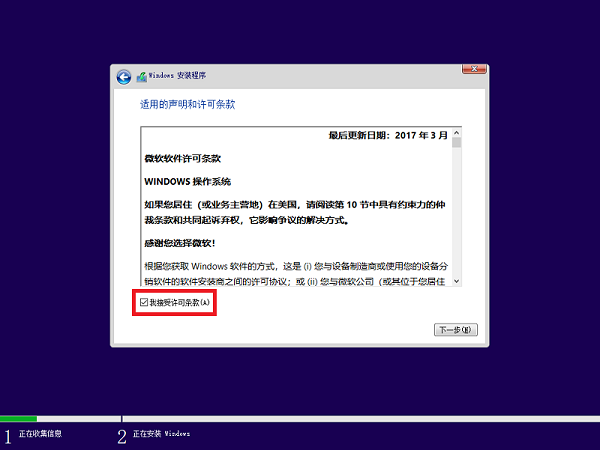 Windows 安装程序
适用的声明和许可条款
最后更新日期：2017 年 3 月
微软软件许可条款
WINDOWS 操作系统
如果您居住（或业务主营地）在美国，请阅读第 10 节中具有约束力的仲
裁条款和共同起诉弃权，它影响争议的解决方式。
感谢您选择微软！
根据您获取 Windows 软件的方式，这是 (i) 您与设备制造商或使用您的设备分
销软件的软件安装商之间的许可协议；或 (ii) 您与微软公司（或其位于您居住
我接受许可条款(A)
下一步(N)
1 正在收集信息
2 正在安装 Windows